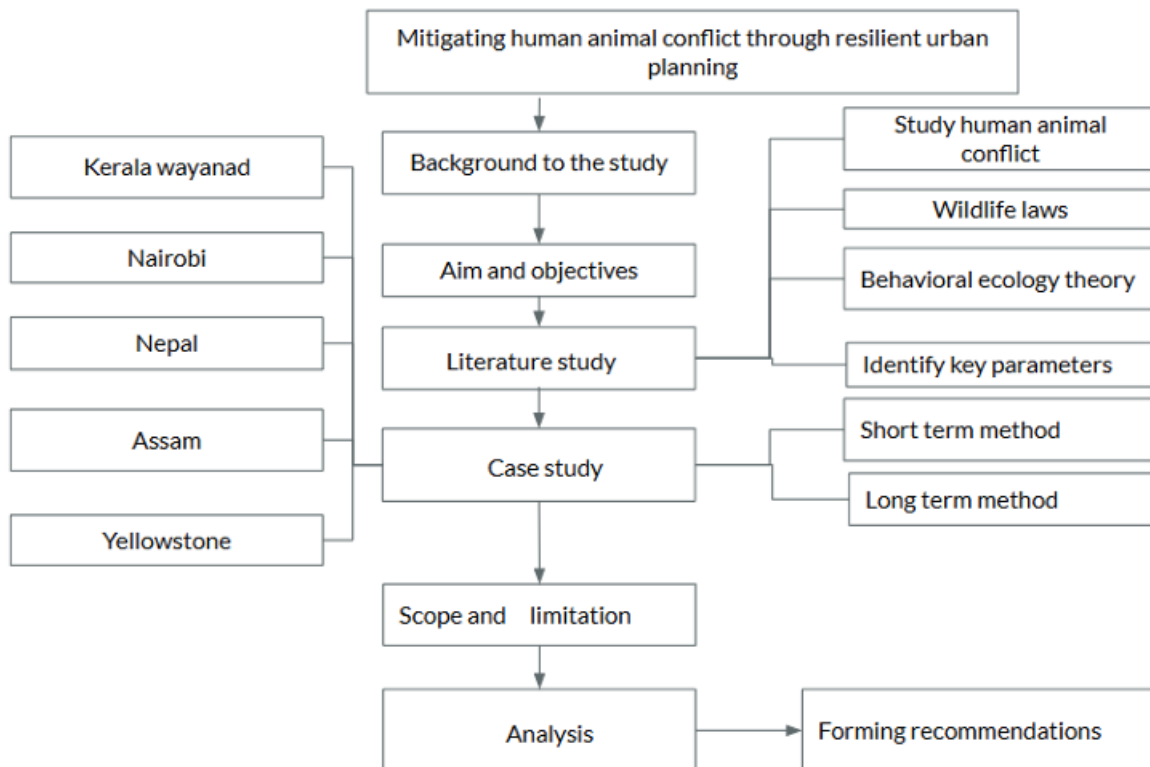 Mitigating human animal conflict through resilient urban
planning
Background to the study
Aim and objectives
Literature study
Case study
Scope and limitation
Analysis
Forming recommendations
Kerala wayanad
Nairobi
Nepal
Assam
Yellowstone
Study human animal
conflict
Wildlife laws
Behavioral ecology theory
Identify key parameters
Short term method
Long term method